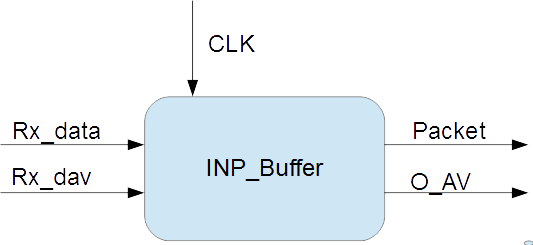 CLK
Rx_data
Packet
Rx_dav
INP_Buffer
O_AV